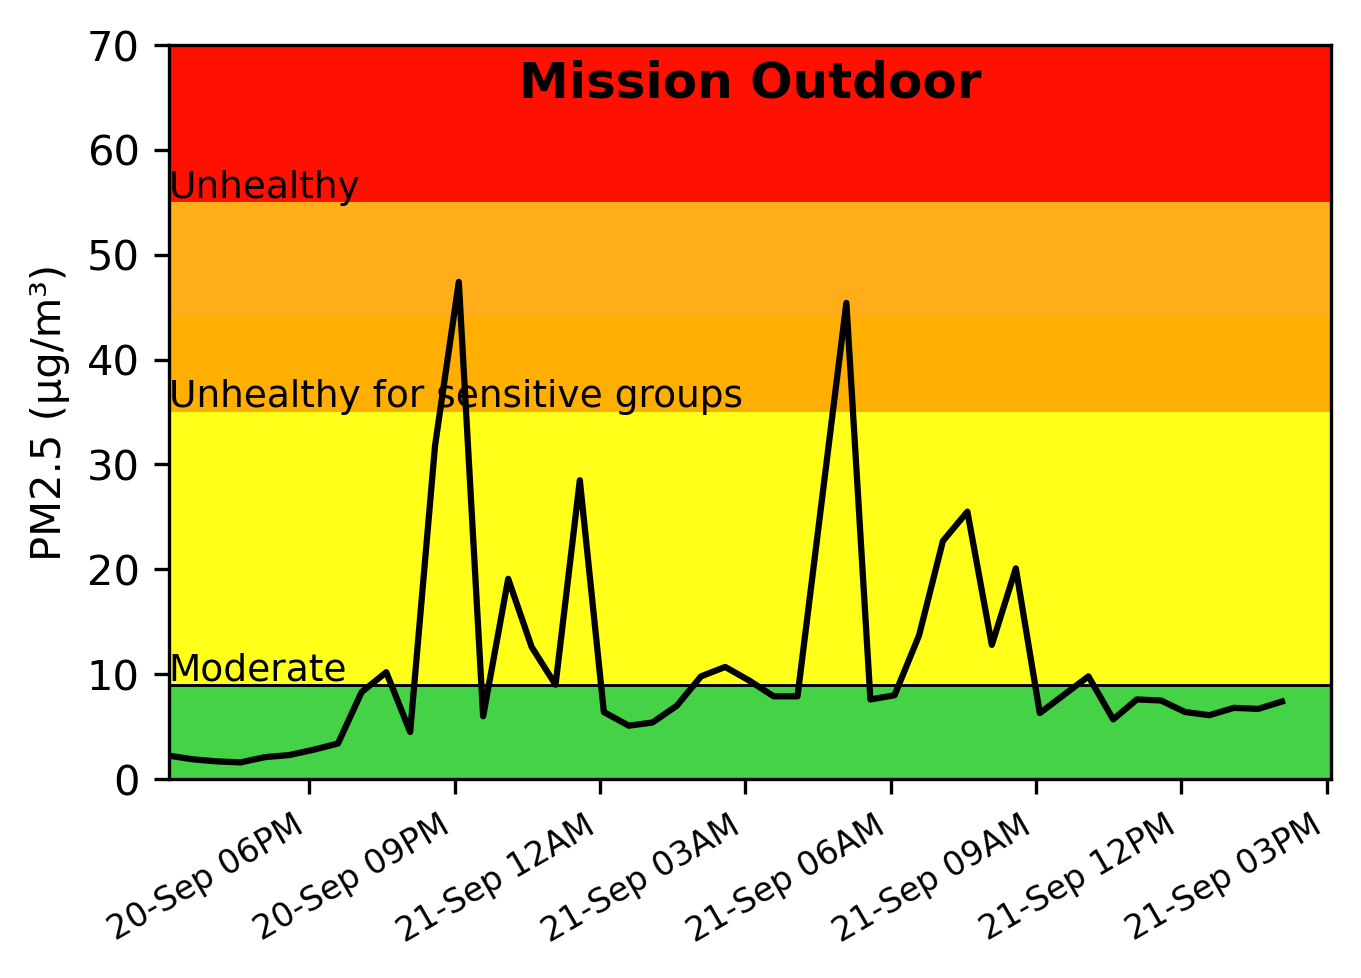 Mission Outdoor
PM2.5 (µg/m³)
70
60
Unhealthy
50
40
Unhealthy for sensitive groups
30
20
Moderate
10
0
20-Sep 06PM
20-Sep 09PM
21-Sep 12AM
21-Sep 03AM
21-Sep 06AM
21-Sep 09AM
21-Sep 12PM
21-Sep 03PM